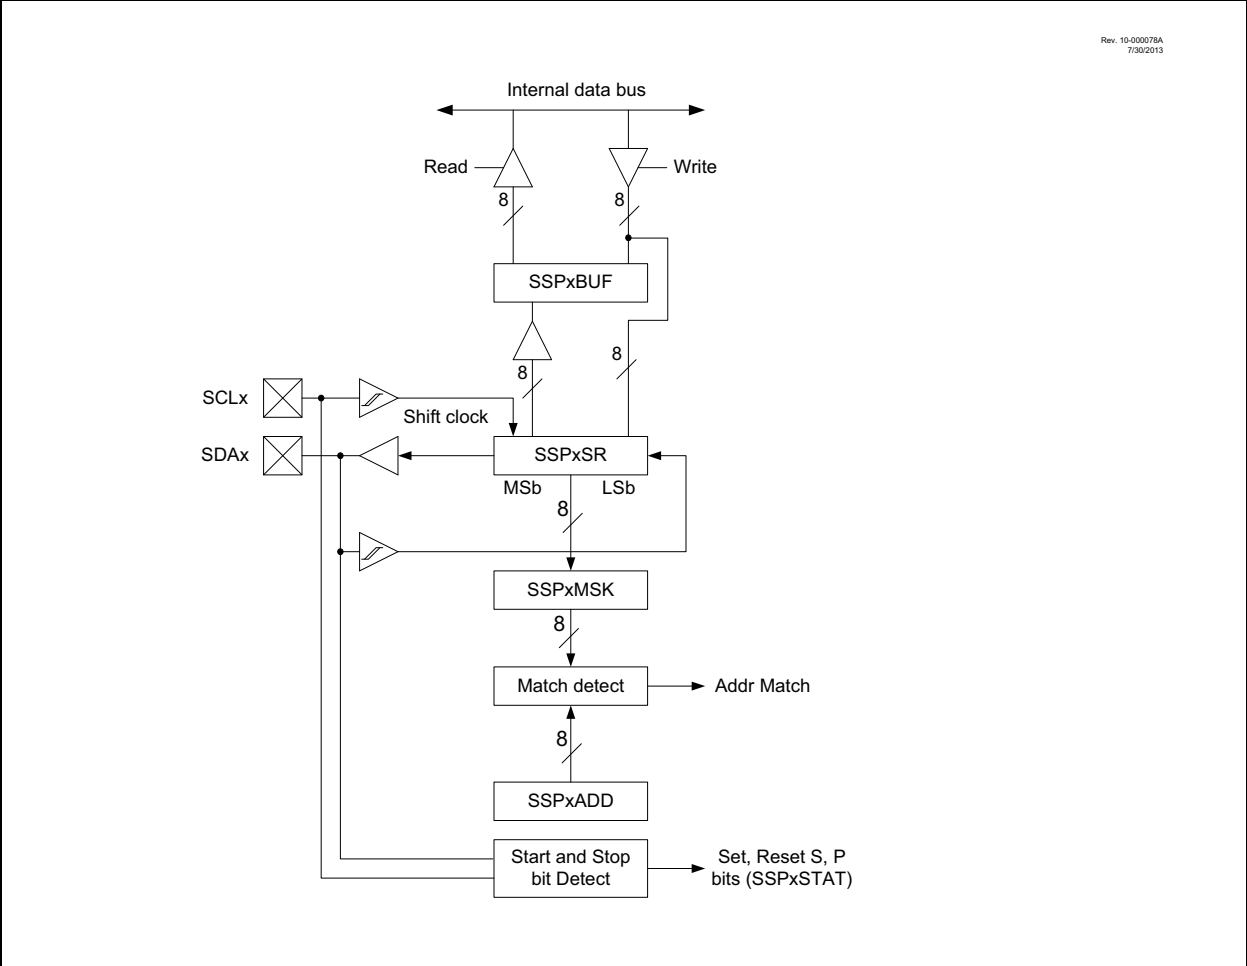 Rev. 10-000078A
7/30/2013
Internal data bus
Read
Write
8
8
SSPxBUF
8
8
SCLx
Shift clock
SDAx
SSPxSR
MSb
LSb
8
SSPxMSK
8
Match detect
Addr Match
8
SSPxADD
Start and Stop
bit Detect
Set, Reset S, P
bits (SSPxSTAT)